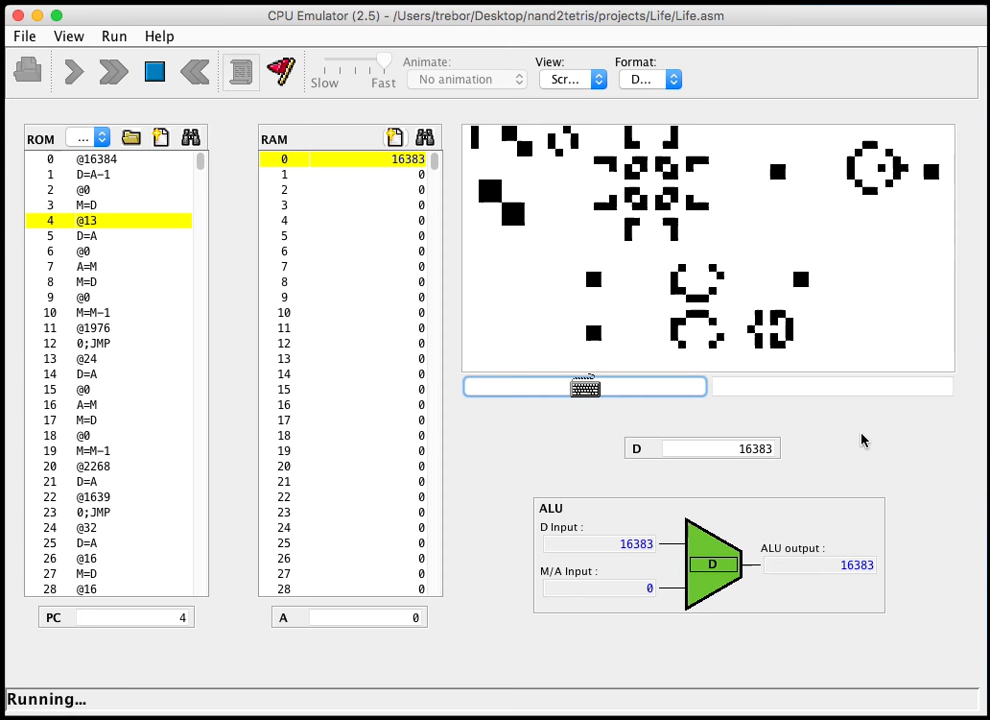 CPU Emulator (2.5) - /Users/trebor/Desktop/nand2tetris/projects/Life/Life.asm
File View Run Help
Slow Fast
Animate:
No animation
View:
Scr...
Format:
D...
ROM ...
0 @16384
1 D=A-1
2 @0
3 M=D
4 @13
5 D=A
6 @0
7 A=M
8 M=D
9 @0
10 M=M-1
11 @1976
12 0;JMP
13 @24
14 D=A
15 @0
16 A=M
17 M=D
18 @0
19 M=M-1
20 @2268
21 D=A
22 @1639
23 0;JMP
24 @32
25 D=A
26 @16
27 M=D
28 @16
PC 4
RAM
0 16383
1 0
2 0
3 0
4 0
5 0
6 0
7 0
8 0
9 0
10 0
11 0
12 0
13 0
14 0
15 0
16 0
17 0
18 0
19 0
20 0
21 0
22 0
23 0
24 0
25 0
26 0
27 0
28 0
A 0
D 16383
ALU
D Input :
16383
M/A Input :
0
D
ALU output :
16383
Running...